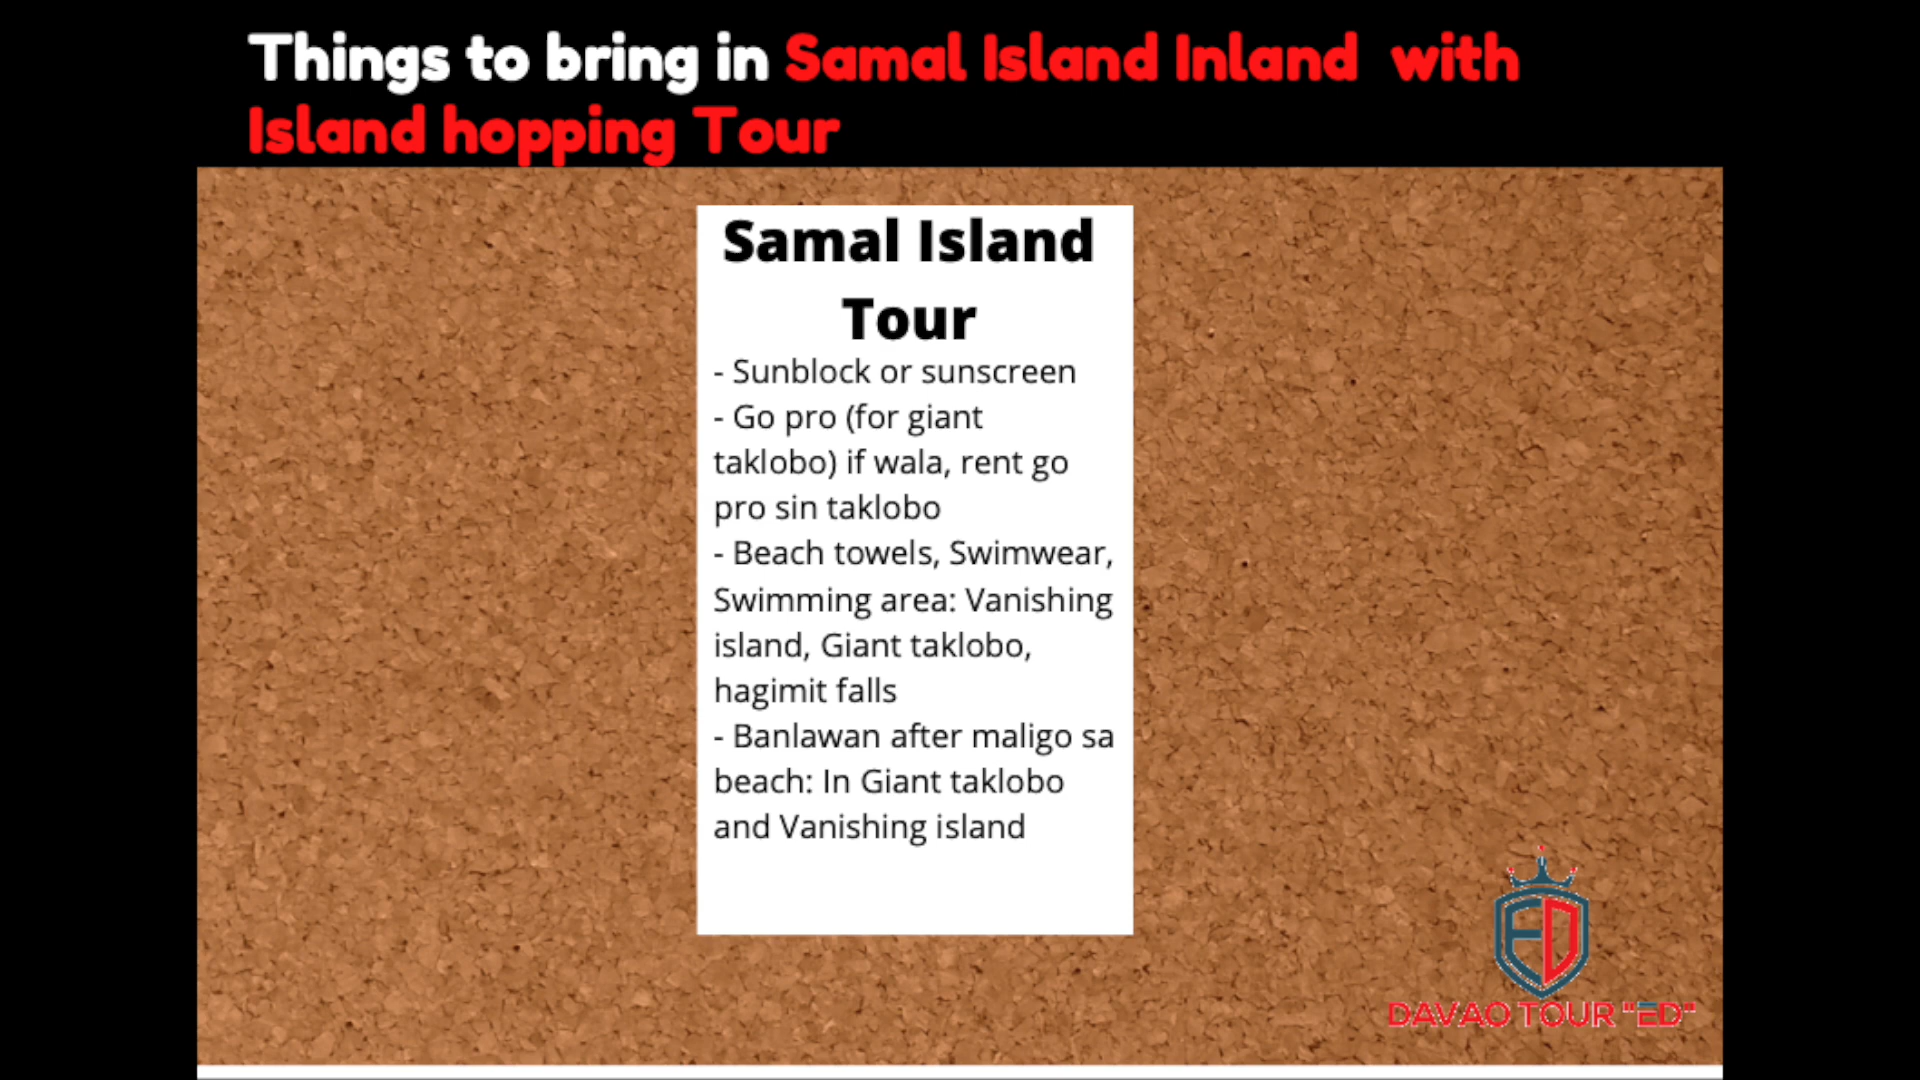 Things to bring in Samal Island Inland with
Island hopping Tour
Samal Island
Tour
- Sunblock or sunscreen
- Go pro (for giant
taklobo) if wala, rent go
pro sin taklobo
- Beach towels, Swimwear,
Swimming area: Vanishing
island, Giant taklobo,
hagimit falls
- Banlawan after maligo sa
beach: In Giant taklobo
and Vanishing island
ED
DAVAO TOUR "ED"